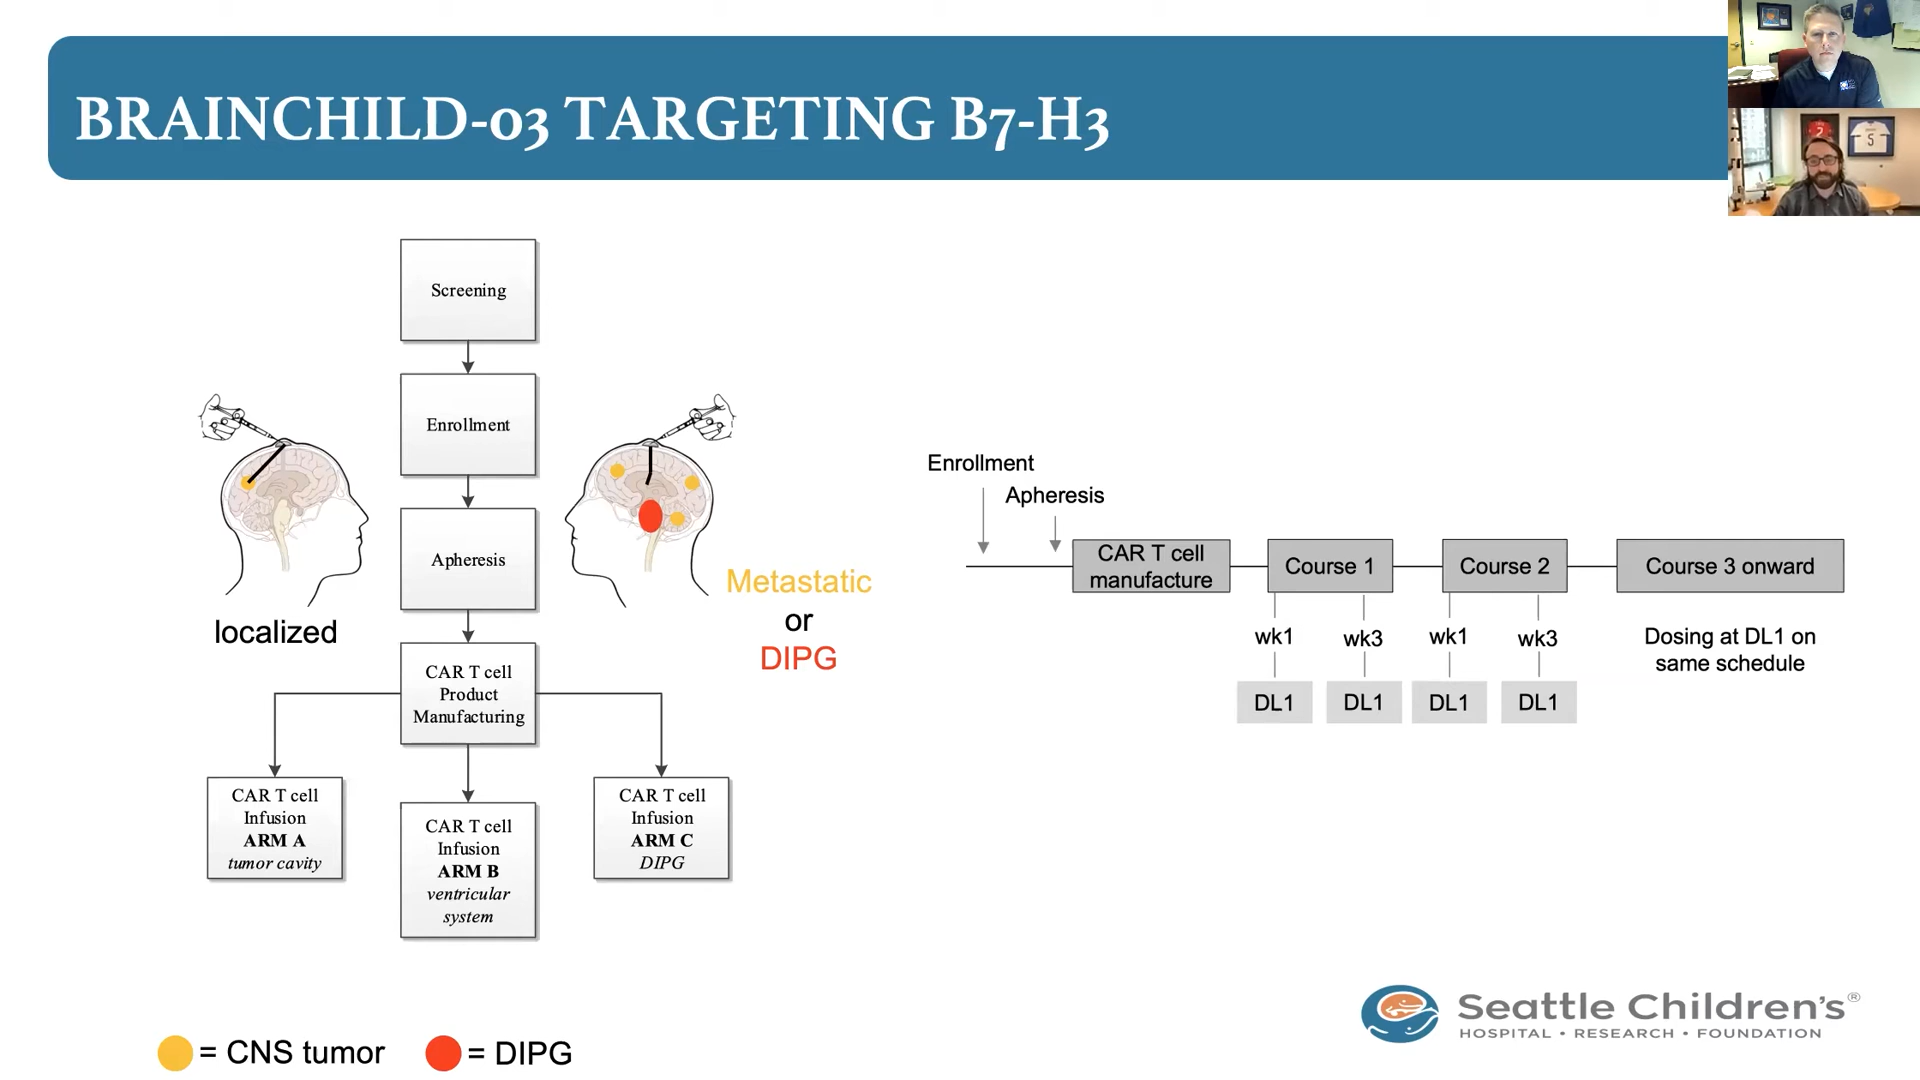 BRAINCHILD-03 TARGETING B7-H3
Screening
Enrollment
Apheresis
CAR T cell
Product
Manufacturing
CAR T cell
Infusion
ARM A
tumor cavity
CAR T cell
Infusion
ARM B
ventricular
system
CAR T cell
Infusion
ARM C
DIPG
localized
Metastatic
or
DIPG
= CNS tumor
= DIPG
Enrollment
Apheresis
CAR T cell
manufacture
Course 1
Course 2
Course 3 onward
wk1
wk3
wk1
wk3
Dosing at DL1 on
same schedule
DL1
DL1
DL1
DL1
Seattle Children's®
HOSPITAL • RESEARCH • FOUNDATION
2
5